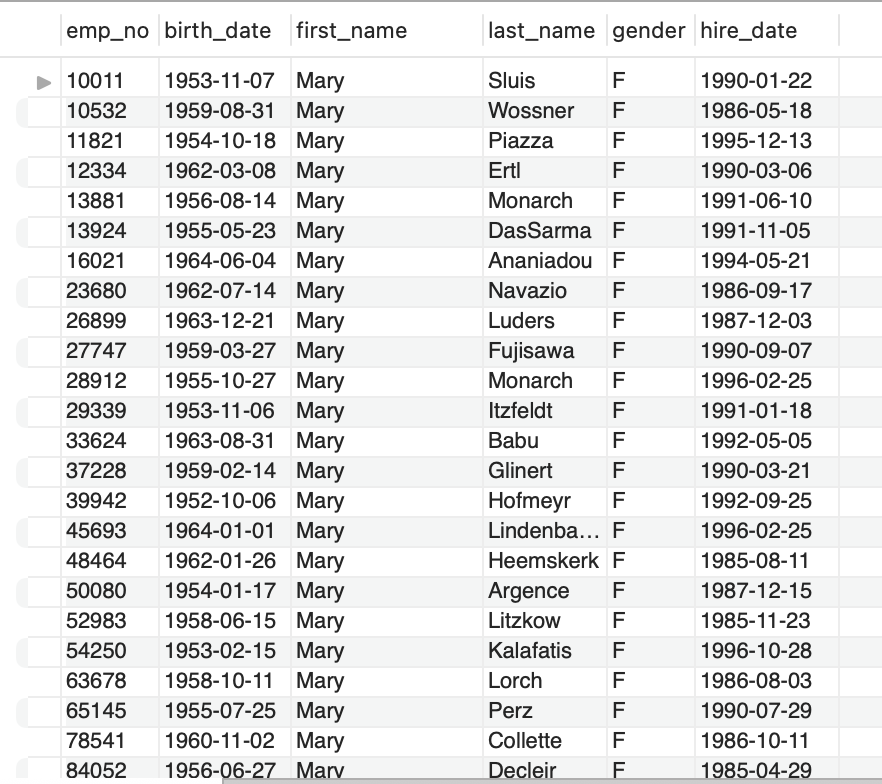 emp_no birth_date first_name last_name gender hire_date
10011 1953-11-07 Mary Sluis F 1990-01-22
10532 1959-08-31 Mary Wossner F 1986-05-18
11821 1954-10-18 Mary Piazza F 1995-12-13
12334 1962-03-08 Mary Ertl F 1990-03-06
13881 1956-08-14 Mary Monarch F 1991-06-10
13924 1955-05-23 Mary DasSarma F 1991-11-05
16021 1964-06-04 Mary Ananiadou F 1994-05-21
23680 1962-07-14 Mary Navazio F 1986-09-17
26899 1963-12-21 Mary Luders F 1987-12-03
27747 1959-03-27 Mary Fujisawa F 1990-09-07
28912 1955-10-27 Mary Monarch F 1996-02-25
29339 1953-11-06 Mary Itzfeldt F 1991-01-18
33624 1963-08-31 Mary Babu F 1992-05-05
37228 1959-02-14 Mary Glinert F 1990-03-21
39942 1952-10-06 Mary Hofmeyr F 1992-09-25
45693 1964-01-01 Mary Lindenba... F 1996-02-25
48464 1962-01-26 Mary Heemskerk F 1985-08-11
50080 1954-01-17 Mary Argence F 1987-12-15
52983 1958-06-15 Mary Litzkow F 1985-11-23
54250 1953-02-15 Mary Kalafatis F 1996-10-28
63678 1958-10-11 Mary Lorch F 1986-08-03
65145 1955-07-25 Mary Perz F 1990-07-29
78541 1960-11-02 Mary Collette F 1986-10-11
84052 1956-06-27 Mary Decleir F 1985-04-29